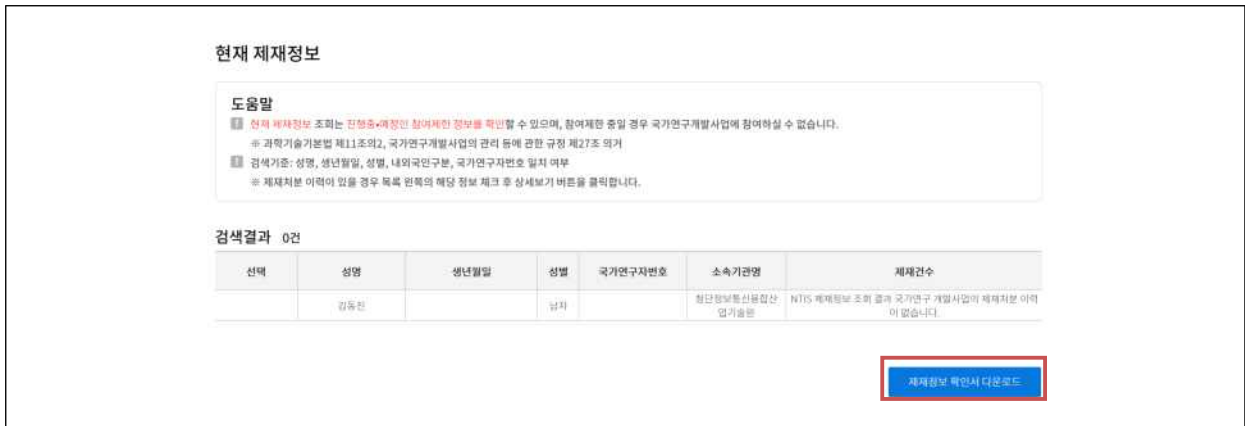 현재 제재정보
도움말
현재 제재정보 조회는 진행중•예정인 참여제한 정보를 확인할 수 있으며, 참여제한 중일 경우 국가연구개발사업에 참여하실 수 없습니다.
※ 과학기술기본법 제11조의2, 국가연구개발사업의 관리 등에 관한 규정 제27조 의거
검색기준: 성명, 생년월일, 성별, 내외국인구분, 국가연구자번호 일치 여부
※ 제재처분 이력이 있을 경우 목록 왼쪽의 해당 정보 체크 후 상세보기 버튼을 클릭합니다.
검색결과 0건
선택 성명 생년월일 성별 국가연구자번호 소속기관명 제재건수
김동진 남자 첨단정보통신융합산 NTIS 제재정보 조회 결과 국가연구 개발사업의 제재처분 이력
업기술원 이 없습니다.
제재정보 확인서 다운로드